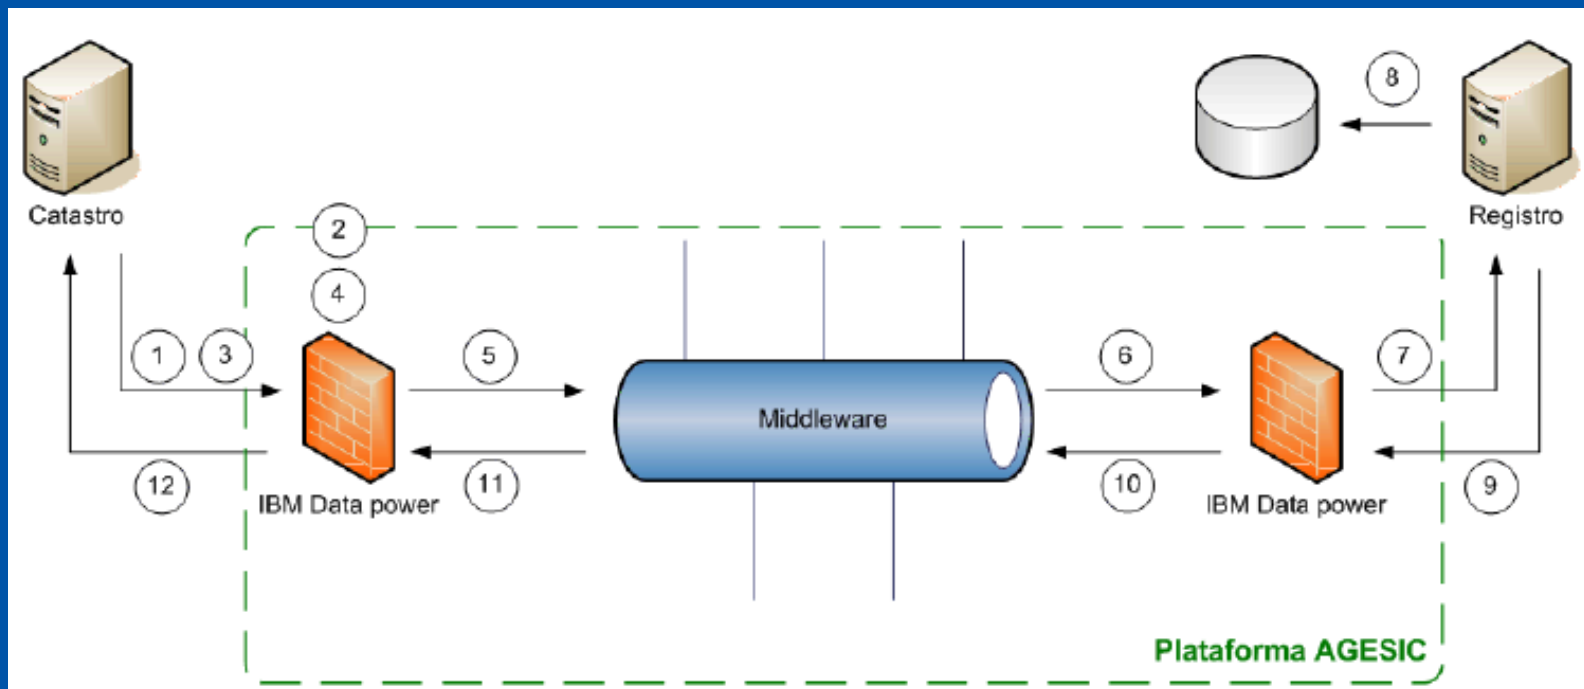 8
Catastro
Registro
2
4
1
3
5
6
7
Middleware
12
11
10
9
IBM Data power
IBM Data power
Plataforma AGESIC